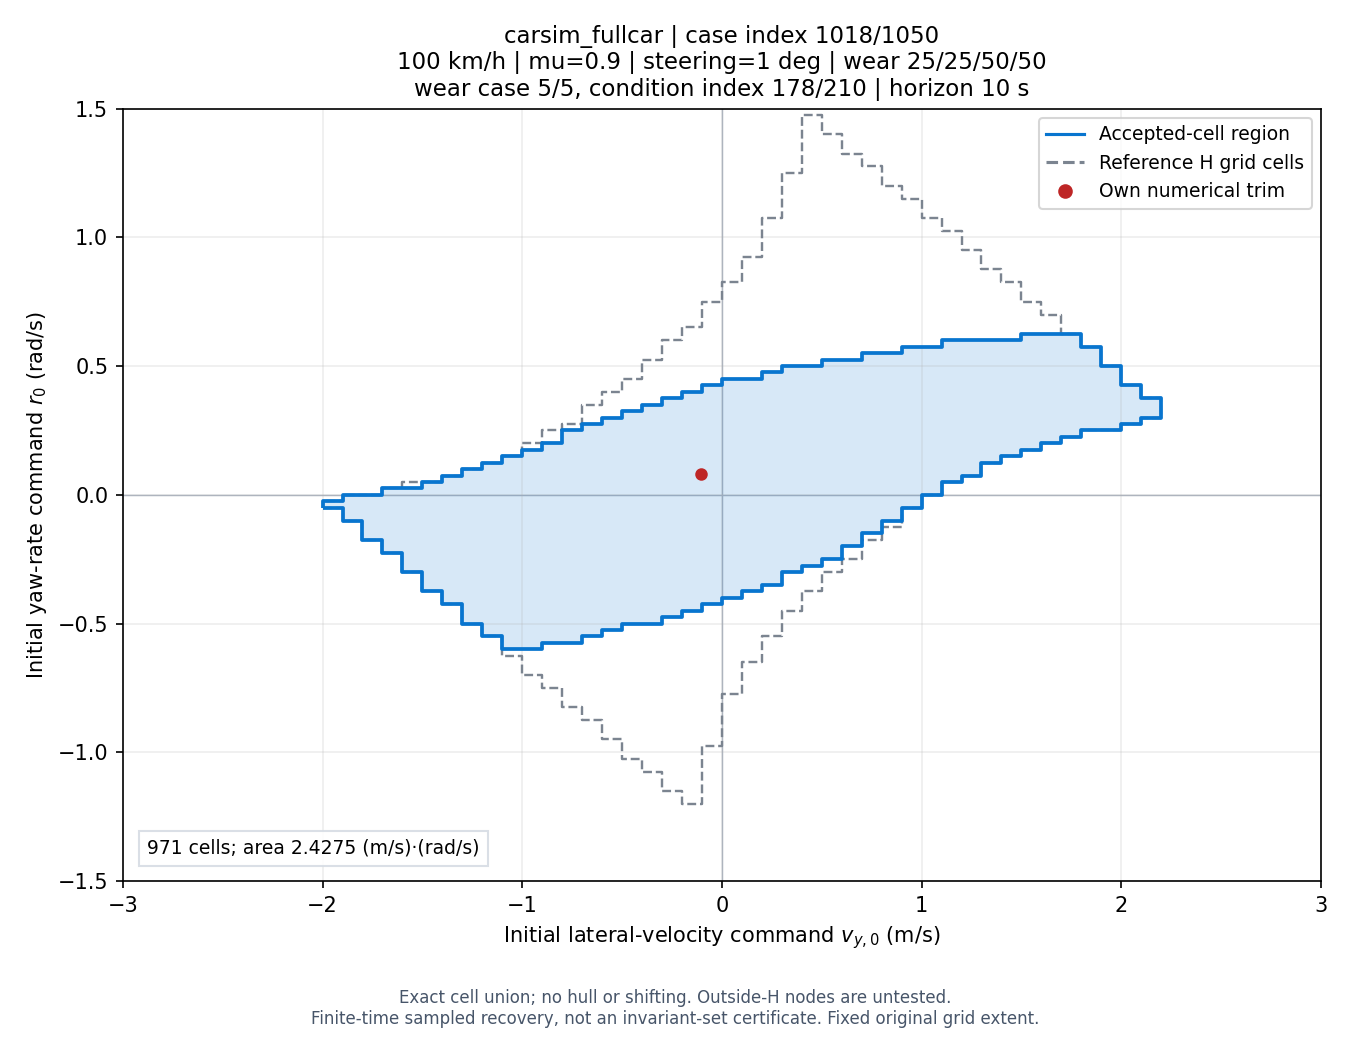 carsim_fullcar | case index 1018/1050
100 km/h | mu=0.9 | steering=1 deg | wear 25/25/50/50
wear case 5/5, condition index 178/210 | horizon 10 s
Accepted-cell region
Reference H grid cells
Own numerical trim
1.5
1.0
0.5
0.0
−0.5
−1.0
−1.5
Initial yaw-rate command r0 (rad/s)
971 cells; area 2.4275 (m/s)·(rad/s)
−3 −2 −1 0 1 2 3
Initial lateral-velocity command vy,0 (m/s)
Exact cell union; no hull or shifting. Outside-H nodes are untested.
Finite-time sampled recovery, not an invariant-set certificate. Fixed original grid extent.